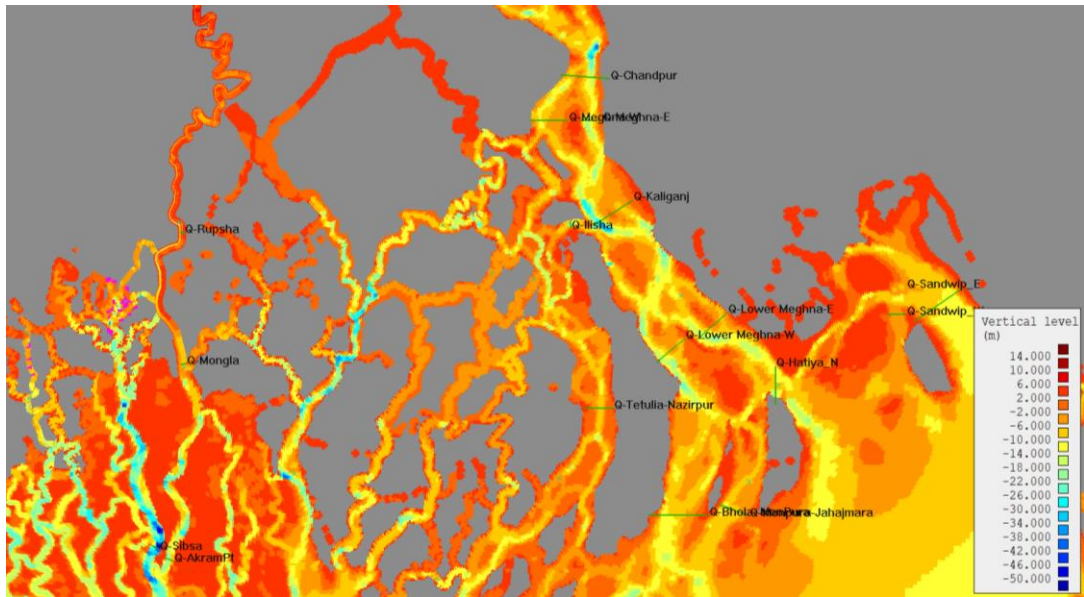 Q-Chandpur
Q-Meghna-E
Q-Kaliganj
Q-Ilisha
Q-Rupsha
Q-Sandwip_E
Q-Sandwip_
Q-Lower Meghna-E
Q-Lower Meghna-W
Q-Hatiya_N
Q-Mongla
Q-Tetulia-Nazirpur
Q-Sibsa
Q-AkramPt
Vertical level
(m)
14.000
10.000
6.000
2.000
-2.000
-6.000
-10.000
-14.000
-18.000
-22.000
-26.000
-30.000
-34.000
-38.000
-42.000
-46.000
-50.000